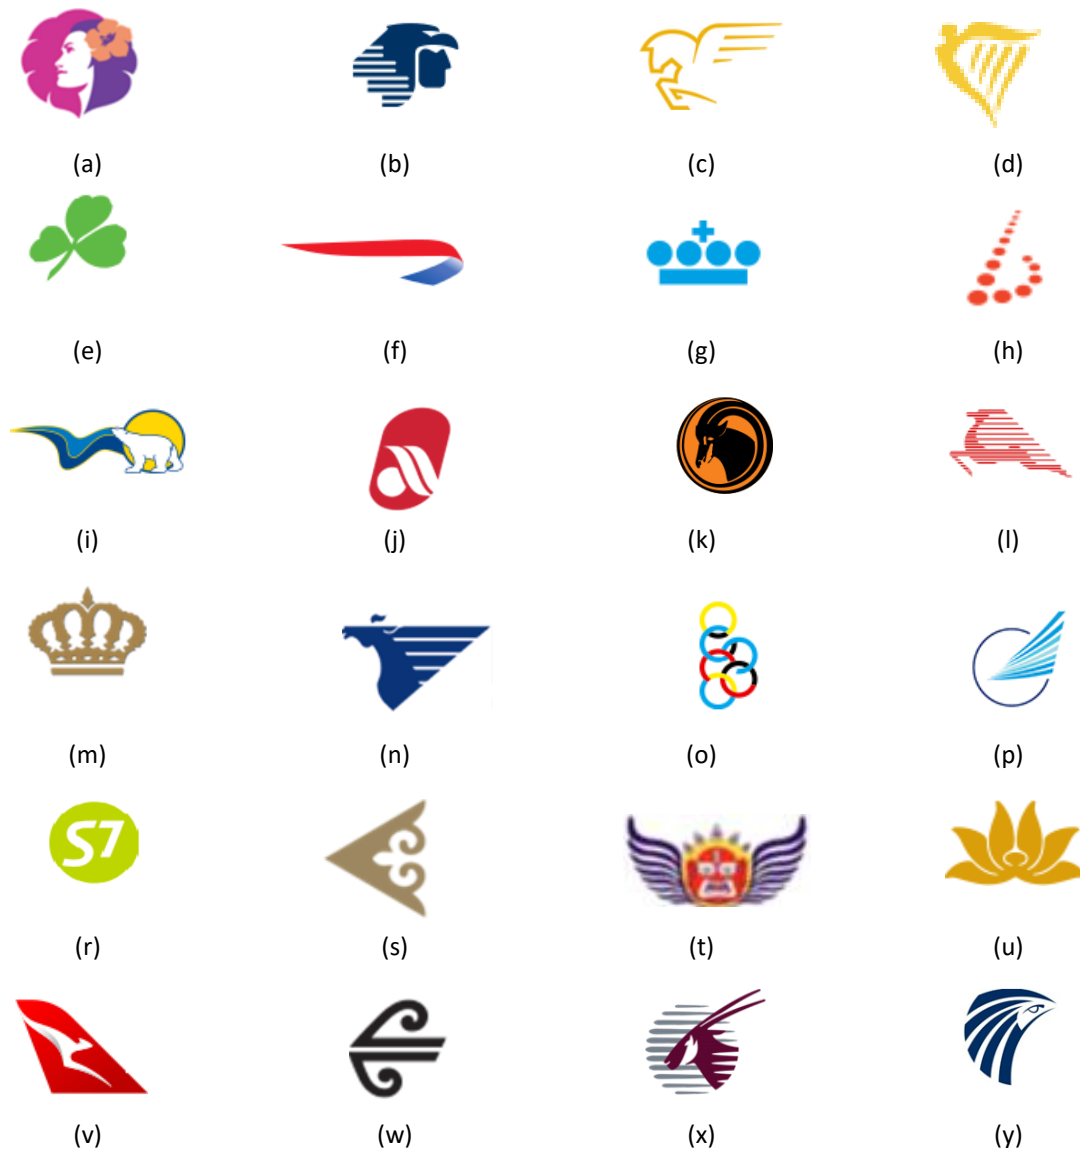 (a) (b) (c) (d)
(e) (f) (g) (h)
(i) (j) (k) (l)
(m) (n) (o) (p)
S7
(r) (s) (t) (u)
(v) (w) (x) (y)